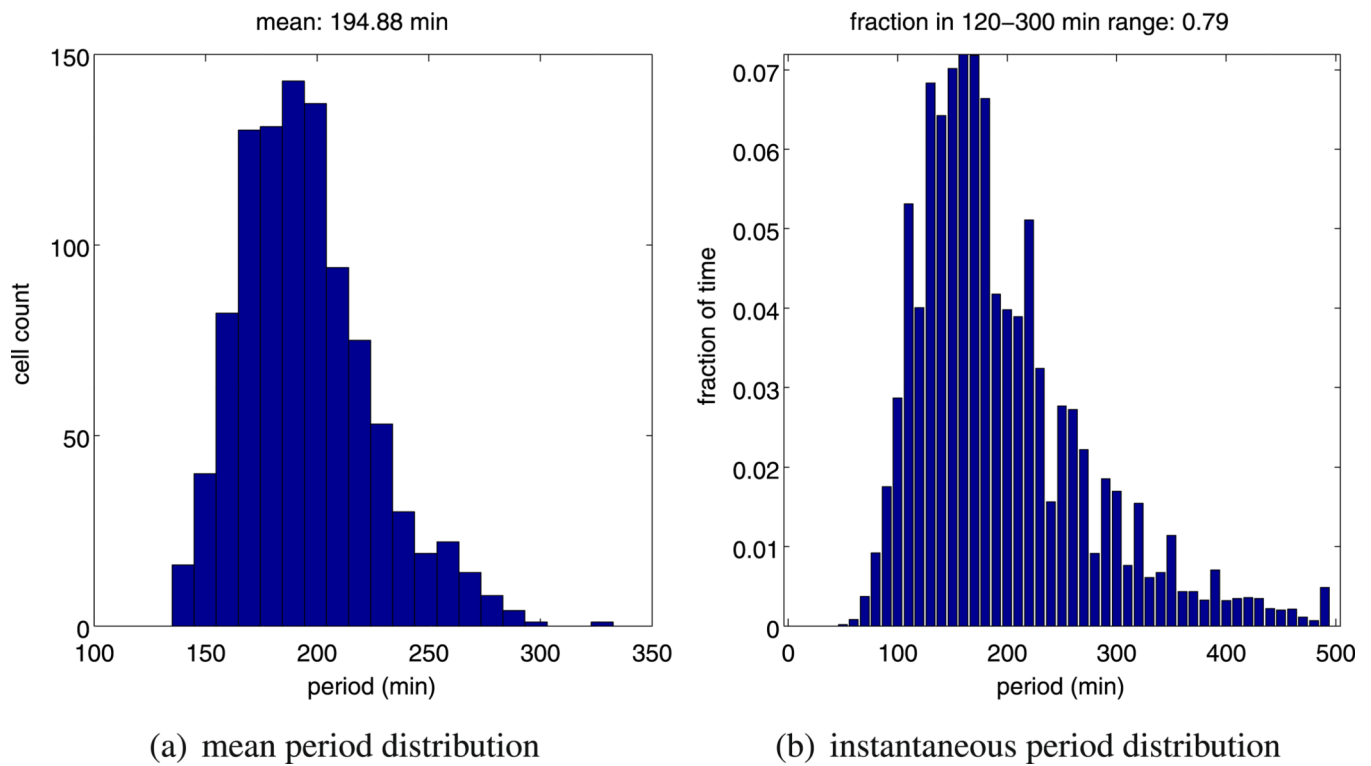 mean: 194.88 min
150
100
50
0
100 150 200 250 300 350
cell count
period (min)
(a) mean period distribution
fraction in 120–300 min range: 0.79
0.07
0.06
0.05
0.04
0.03
0.02
0.01
0
0 100 200 300 400 500
fraction of time
period (min)
(b) instantaneous period distribution